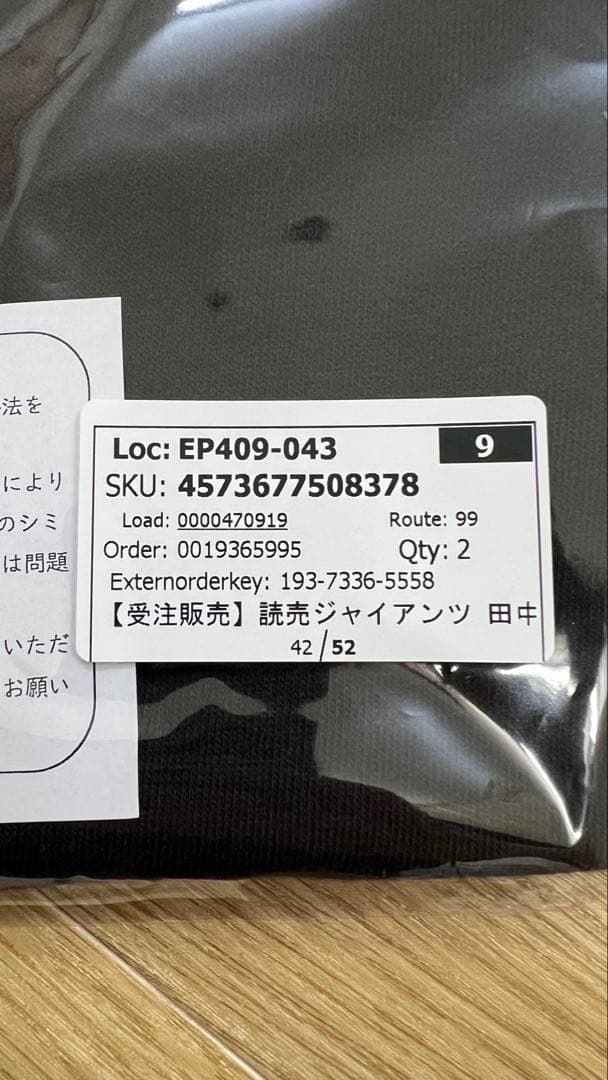 法を
により
のシミ
は問題
いただ
お願い
Loc: EP409-043
9
SKU: 4573677508378
Load: 0000470919
Route: 99
Order: 0019365995
Qty: 2
Externorderkey: 193-7336-5558
【受注販売】読売ジャイアンツ 田中
42/52